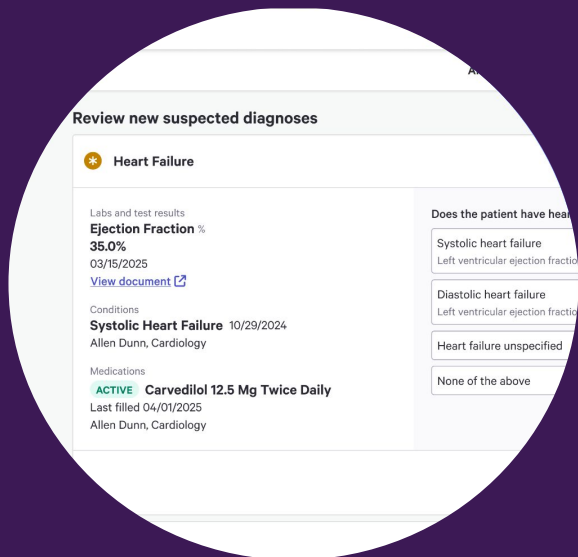 Review new suspected diagnoses
Heart Failure
Labs and test results
Ejection Fraction %
35.0%
03/15/2025
View document
Conditions
Systolic Heart Failure 10/29/2024
Allen Dunn, Cardiology
Medications
ACTIVE Carvedilol 12.5 Mg Twice Daily
Last filled 04/01/2025
Allen Dunn, Cardiology
Does the patient have
Systolic heart failure
Left ventricular ejection
Diastolic heart failure
Left ventricular ejection
Heart failure unspecified
None of the above